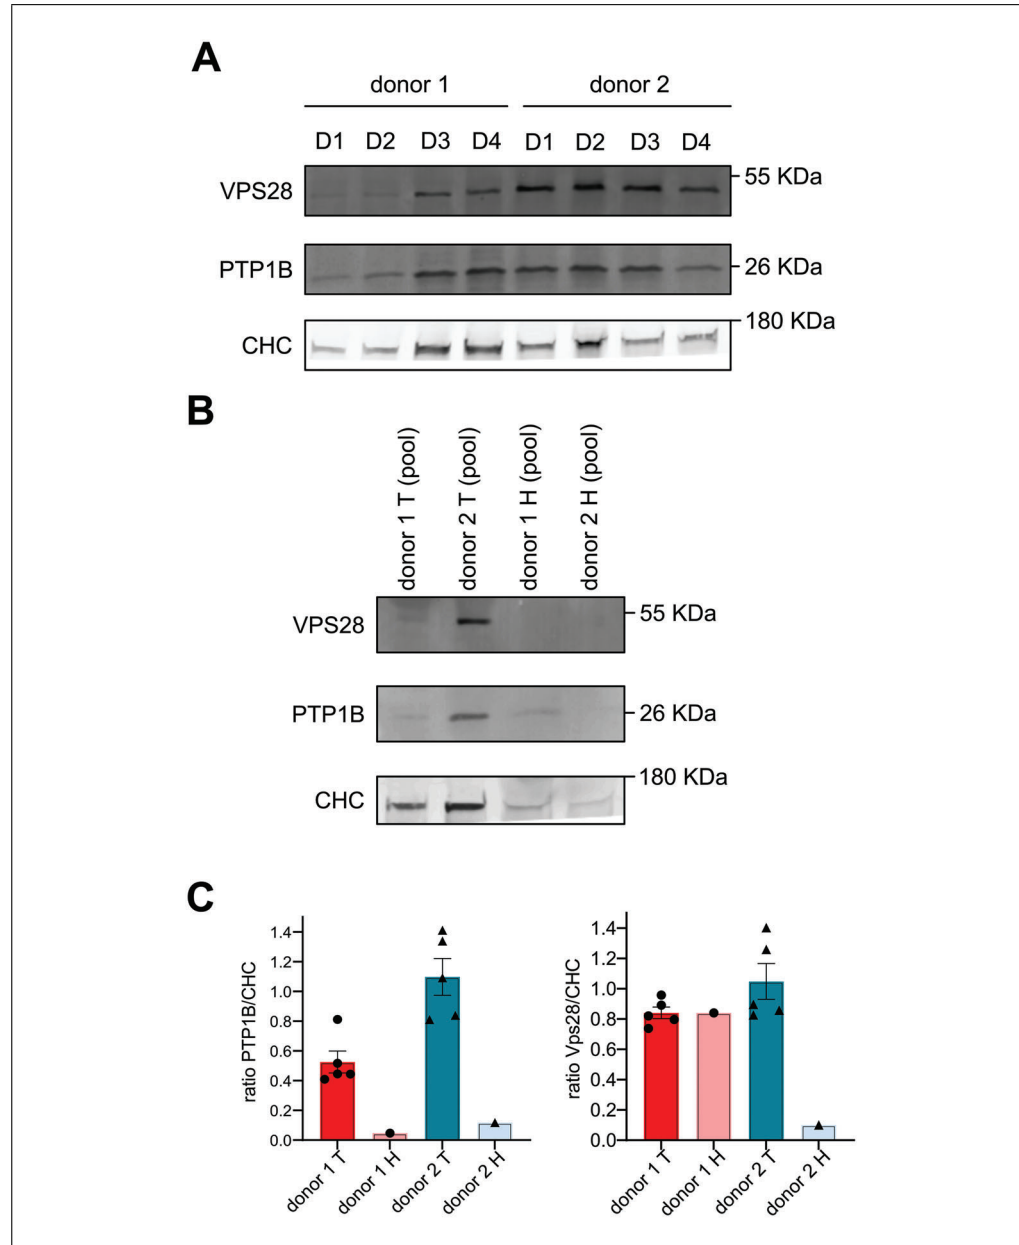 A
donor 1 donor 2
D1 D2 D3 D4 D1 D2 D3 D4
VPS28 55 KDa
PTP1B 26 KDa
CHC 180 KDa
B
donor 1 T (pool)
donor 2 T (pool)
donor 1 H (pool)
donor 2 H (pool)
VPS28 55 KDa
PTP1B 26 KDa
CHC 180 KDa
C
ratio PTP1B/CHC
1.4
1.2
1.0
0.8
0.6
0.4
0.2
0.0
donor 1 T
donor 1 H
donor 2 T
donor 2 H
ratio Vps28/CHC
1.4
1.2
1.0
0.8
0.6
0.4
0.2
0.0
donor 1 T
donor 1 H
donor 2 T
donor 2 H